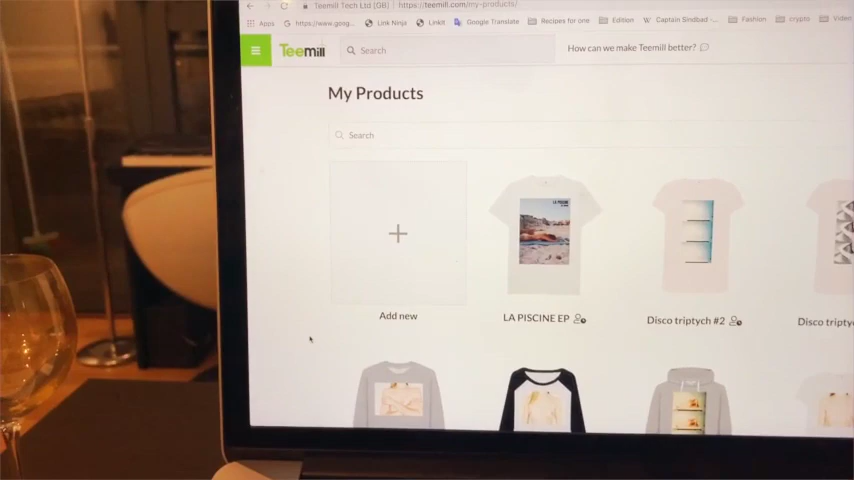 Teemill Tech Ltd [GB] | https://teemill.com/my-products/
Apps
https://www.goog...
Link Ninja
Linkit
Google Translate
Recipes for one
Edition
Captain Sindbad -...
Fashion
crypto
Video
Teemill
Search
How can we make Teemill better?
My Products
Search
Add new
LA PISCINE EP
Disco triptych #2
Disco tripty